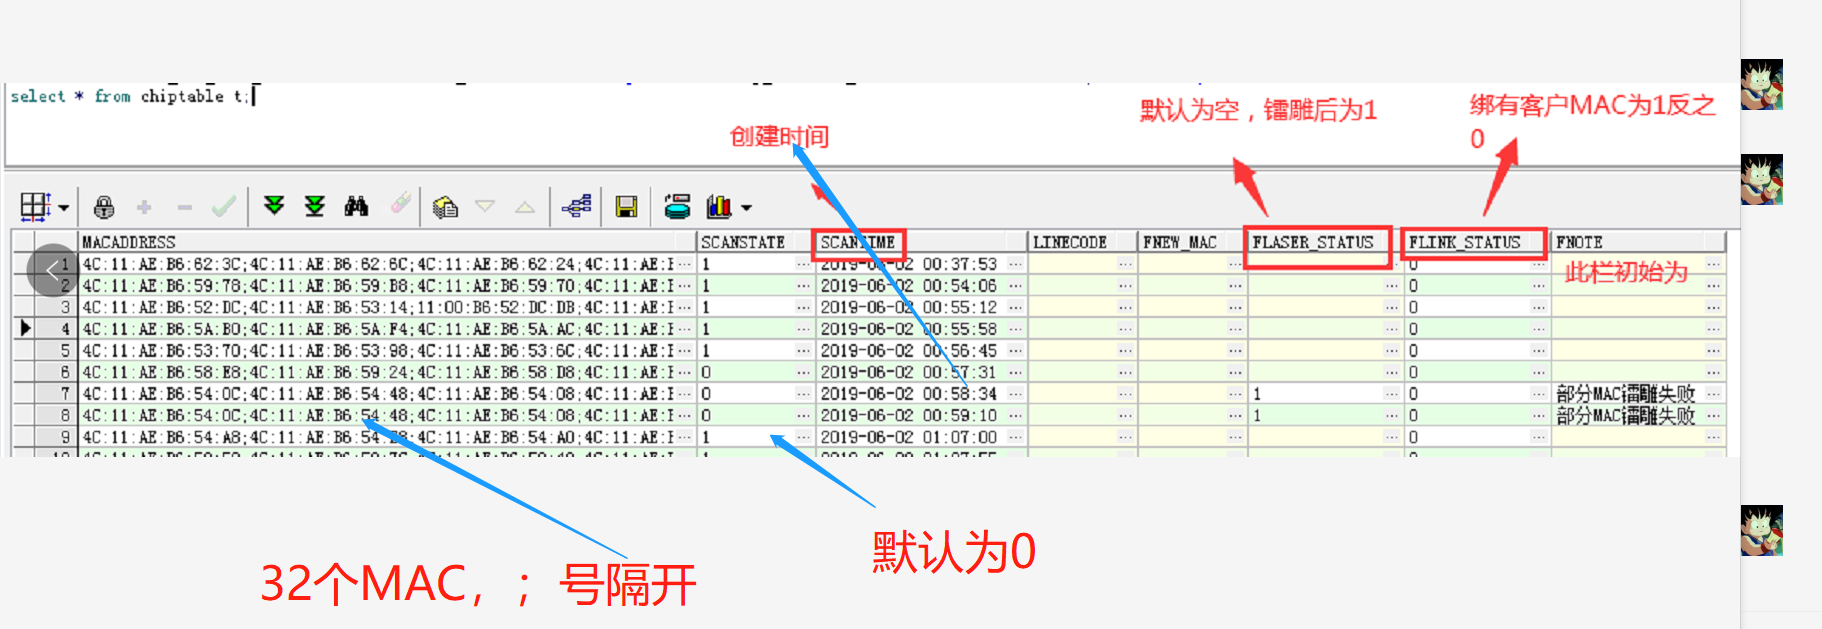 select * from chiptable t;
创建时间
默认为空，镭雕后为1
绑有客户MAC为1反之
0
MACADDRESS SCANSTATE SCANTIME LINECODE FNEW_MAC FLASER_STATUS FLINK_STATUS FNOTE
1 4C:11:AE:B6:62:3C;4C:11:AE:B6:62:6C;4C:11:AE:B6:62:24;4C:11:AE:E ··· 1 ··· 2019-06-02 00:37:53 ··· 0
此栏初始为
2 4C:11:AE:B6:59:78;4C:11:AE:B6:59:B8;4C:11:AE:B6:59:70;4C:11:AE:E ··· 1 ··· 2019-06-02 00:54:06 ··· 0
3 4C:11:AE:B6:52:DC;4C:11:AE:B6:53:14;11:00:B6:52:DC:DB;4C:11:AE:E ··· 1 ··· 2019-06-02 00:55:12 ··· 0
4 4C:11:AE:B6:5A:B0;4C:11:AE:B6:5A:F4;4C:11:AE:B6:5A:AC;4C:11:AE:E ··· 1 ··· 2019-06-02 00:55:58 ··· 0
5 4C:11:AE:B6:53:70;4C:11:AE:B6:53:98;4C:11:AE:B6:53:6C;4C:11:AE:E ··· 1 ··· 2019-06-02 00:56:45 ··· 0
6 4C:11:AE:B6:58:E8;4C:11:AE:B6:59:24;4C:11:AE:B6:58:D8;4C:11:AE:E ··· 0 ··· 2019-06-02 00:57:31 ··· 0
7 4C:11:AE:B6:54:0C;4C:11:AE:B6:54:48;4C:11:AE:B6:54:08;4C:11:AE:E ··· 0 ··· 2019-06-02 00:58:34 ··· 1 ··· 0 ··· 部分MAC镭雕失败 ···
8 4C:11:AE:B6:54:0C;4C:11:AE:B6:54:48;4C:11:AE:B6:54:08;4C:11:AE:E ··· 0 ··· 2019-06-02 00:59:10 ··· 1 ··· 0 ··· 部分MAC镭雕失败 ···
9 4C:11:AE:B6:54:A8;4C:11:AE:B6:54:E8;4C:11:AE:B6:54:A0;4C:11:AE:E ··· 1 ··· 2019-06-02 01:07:00 ··· 0
默认为0
32个MAC，；号隔开